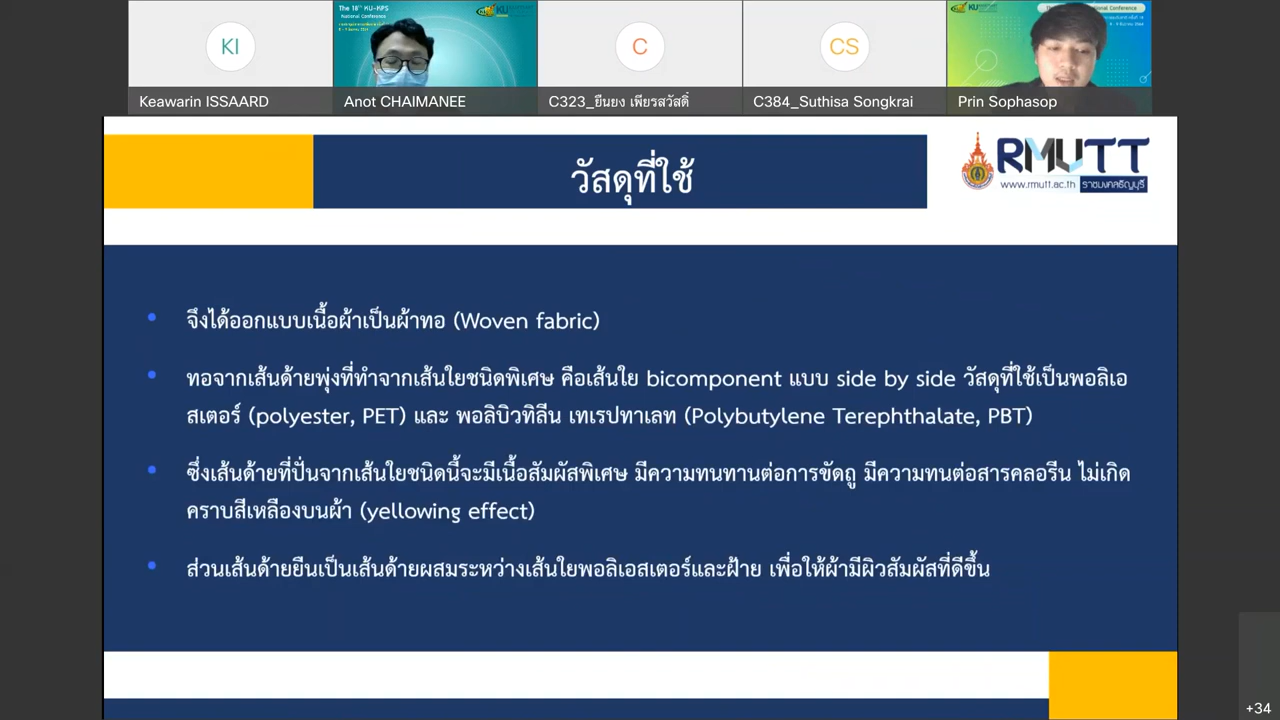 The 18th KU-KPS
National Conference
KI
C
CS
Keawarin ISSAARD
Anot CHAIMANEE
C323_ยืนยง เพียรสวัสดิ์
C384_Suthisa Songkrai
Prin Sophasop
วัสดุที่ใช้
RMUTT
www.rmutt.ac.th ราชมงคลธัญบุรี
จึงได้ออกแบบเนื้อผ้าเป็นผ้าทอ (Woven fabric)
ทอจากเส้นด้ายพุ่งที่ทำจากเส้นใยชนิดพิเศษ คือเส้นใย bicomponent แบบ side by side วัสดุที่ใช้เป็นพอลิเอ
สเตอร์ (polyester, PET) และ พอลิบิวทิลีน เทเรปทาเลท (Polybutylene Terephthalate, PBT)
ซึ่งเส้นด้ายที่ปั่นจากเส้นใยชนิดนี้จะมีเนื้อสัมผัสพิเศษ มีความทนทานต่อการขัดถู มีความทนต่อสารคลอรีน ไม่เกิด
คราบสีเหลืองบนผ้า (yellowing effect)
ส่วนเส้นด้ายยืนเป็นเส้นด้ายผสมระหว่างเส้นใยพอลิเอสเตอร์และฝ้าย เพื่อให้ผ้ามีผิวสัมผัสที่ดีขึ้น
+34